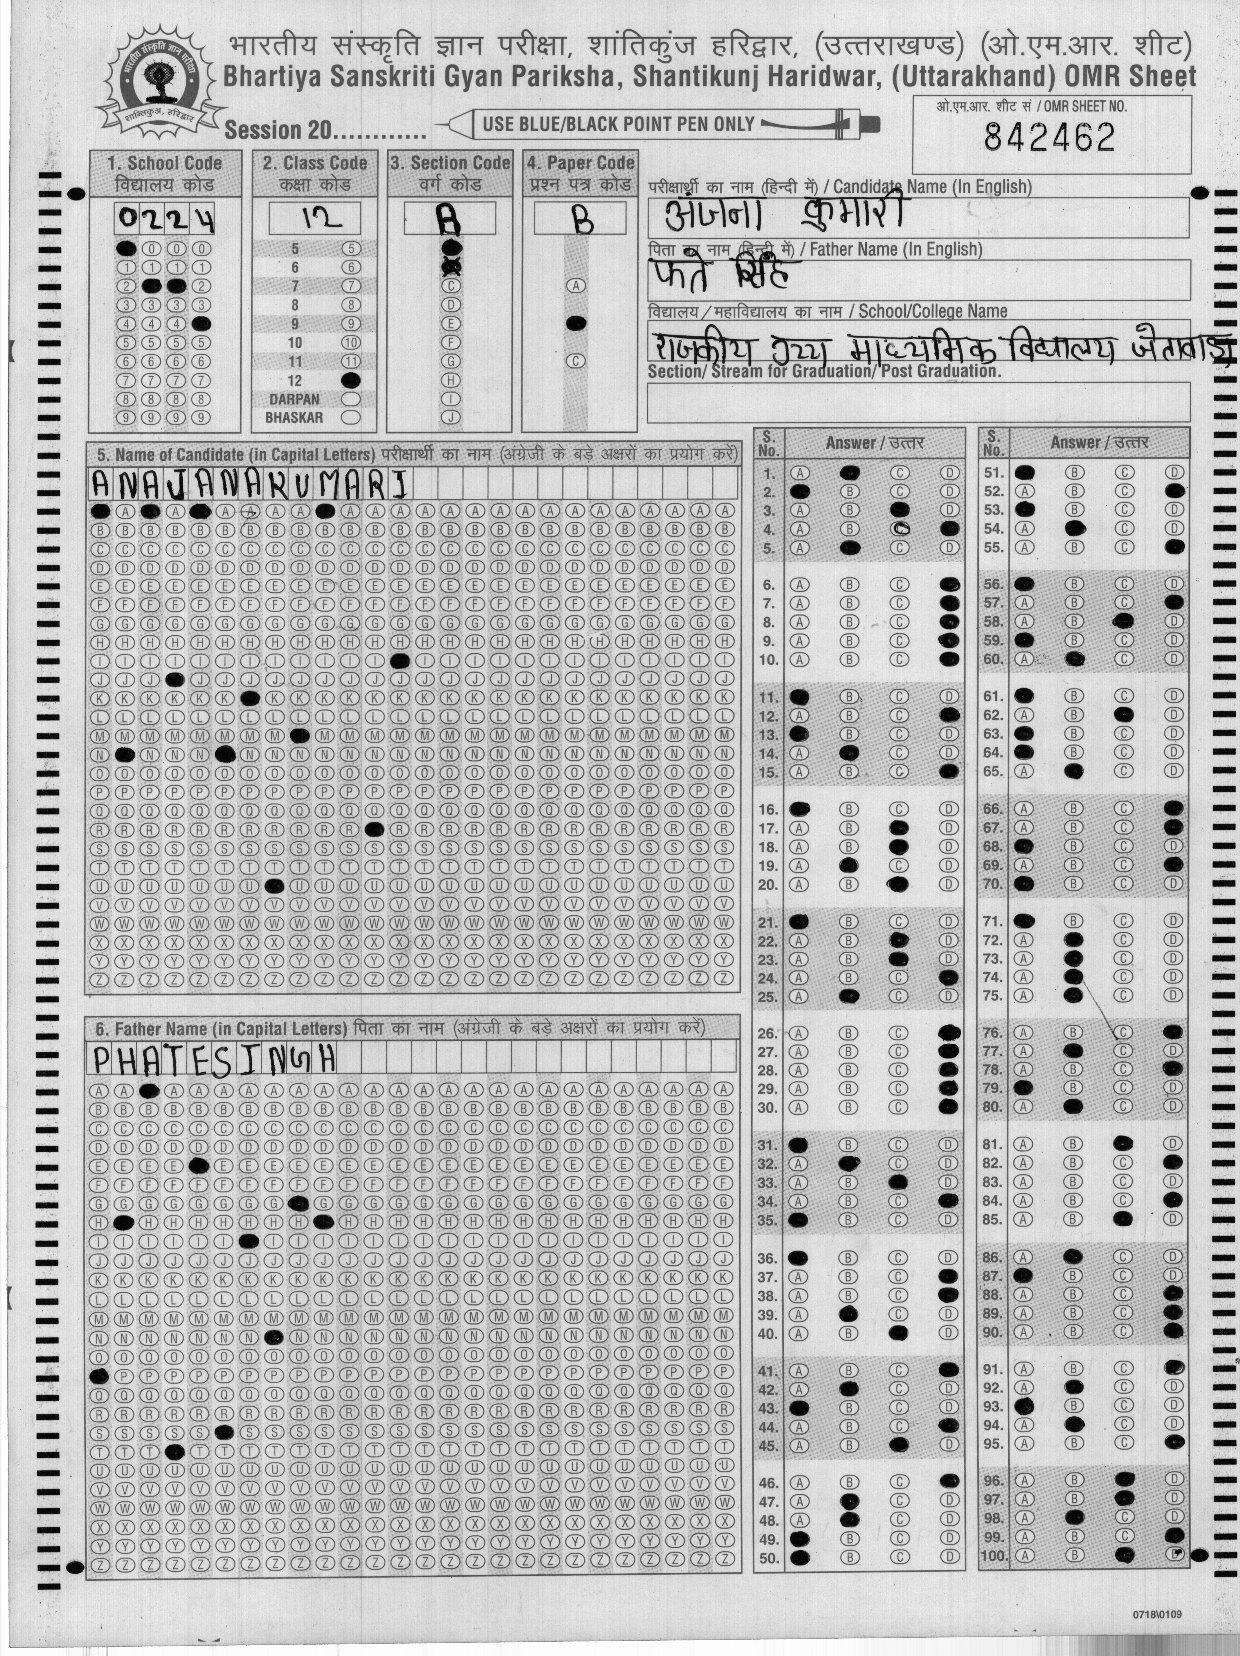 भारतीय संस्कृति ज्ञान परीक्षा, शांतिकुंज हरिद्वार, (उत्तराखण्ड) (ओ.एम.आर. शीट)
Bhartiya Sanskriti Gyan Pariksha, Shantikunj Haridwar, (Uttarakhand) OMR Sheet
Session 20............
USE BLUE/BLACK POINT PEN ONLY
ओ.एम.आर. शीट सं / OMR SHEET NO.
842462
1. School Code
विद्यालय कोड
0224
2. Class Code
कक्षा कोड
12
5
6
7
8
9
10
11
12
DARPAN
BHASKAR
3. Section Code
वर्ग कोड
A
4. Paper Code
प्रश्न पत्र कोड
B
परीक्षार्थी का नाम (हिन्दी में) / Candidate Name (In English)
अंजना कुमारी
पिता का नाम (हिन्दी में) / Father Name (In English)
फते सिंह
विद्यालय/महाविद्यालय का नाम / School/College Name
राजकीय उच्च माध्यमिक विद्यालय जेतावाडा
Section/ Stream for Graduation/ Post Graduation.
5. Name of Candidate (in Capital Letters) परीक्षार्थी का नाम (अंग्रेजी के बड़े अक्षरों का प्रयोग करें)
ANAJANAKUMARI
6. Father Name (in Capital Letters) पिता का नाम (अंग्रेजी के बड़े अक्षरों का प्रयोग करें)
PHATESINGH
S. No.
Answer / उत्तर
S. No.
Answer / उत्तर
0718\0109